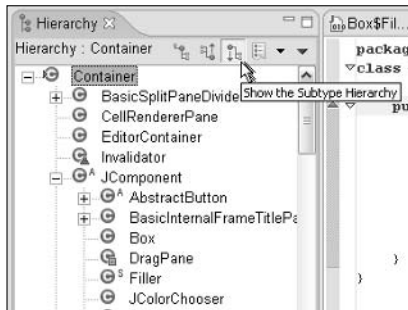 Hierarchy
Box$Fil...
Hierarchy : Container
packag
class
Container
Show the Subtype Hierarchy
BasicSplitPaneDivide
pu
CellRendererPane
EditorContainer
Invalidator
A JComponent
A AbstractButton
BasicInternalFrameTitlePa
Box
DragPane
}
S Filler
}
JColorChooser